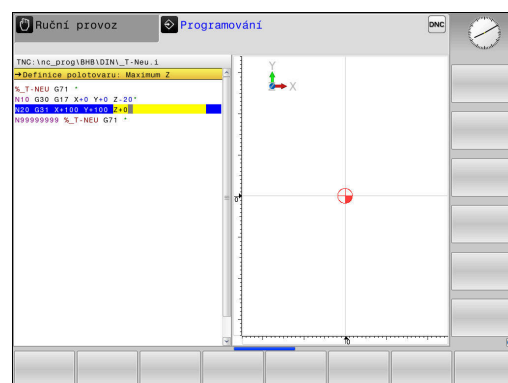 Ruční provoz
Programování
DNC
TNC:\nc_prog\BHB\DIN\_T-Neu.i
→Definice polotovaru: Maximum Z
%_T-NEU G71 *
N10 G30 G17 X+0 Y+0 Z-20*
N20 G31 X+100 Y+100 Z+0
N99999999 %_T-NEU G71 *
Y
X
0
0